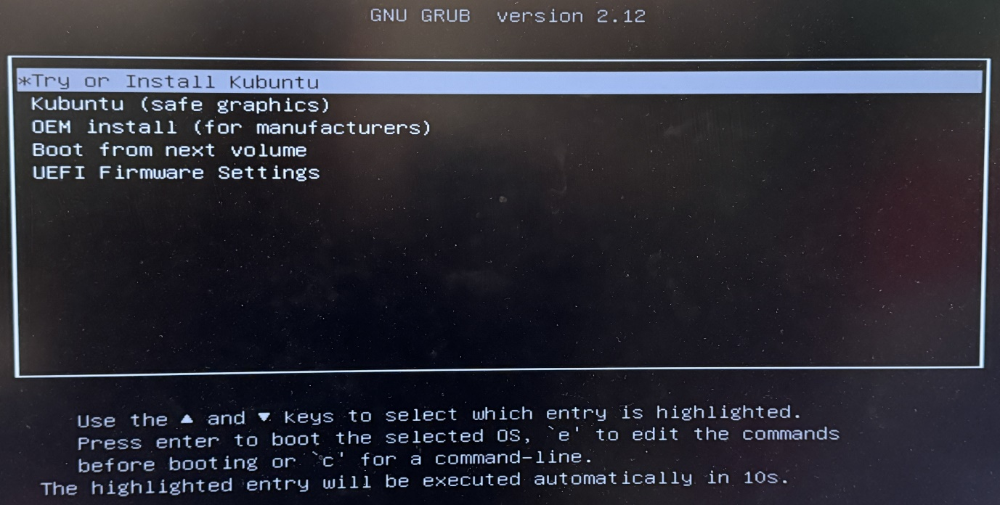 GNU GRUB  version 2.12
*Try or Install Kubuntu
Kubuntu (safe graphics)
OEM install (for manufacturers)
Boot from next volume
UEFI Firmware Settings
Use the ▲ and ▼ keys to select which entry is highlighted.
Press enter to boot the selected OS, `e' to edit the commands
before booting or `c' for a command-line.
The highlighted entry will be executed automatically in 10s.